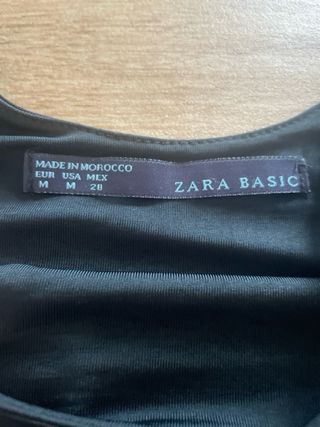 MADE IN MOROCCO
EUR USA MEX
M M 28
ZARA BASIC